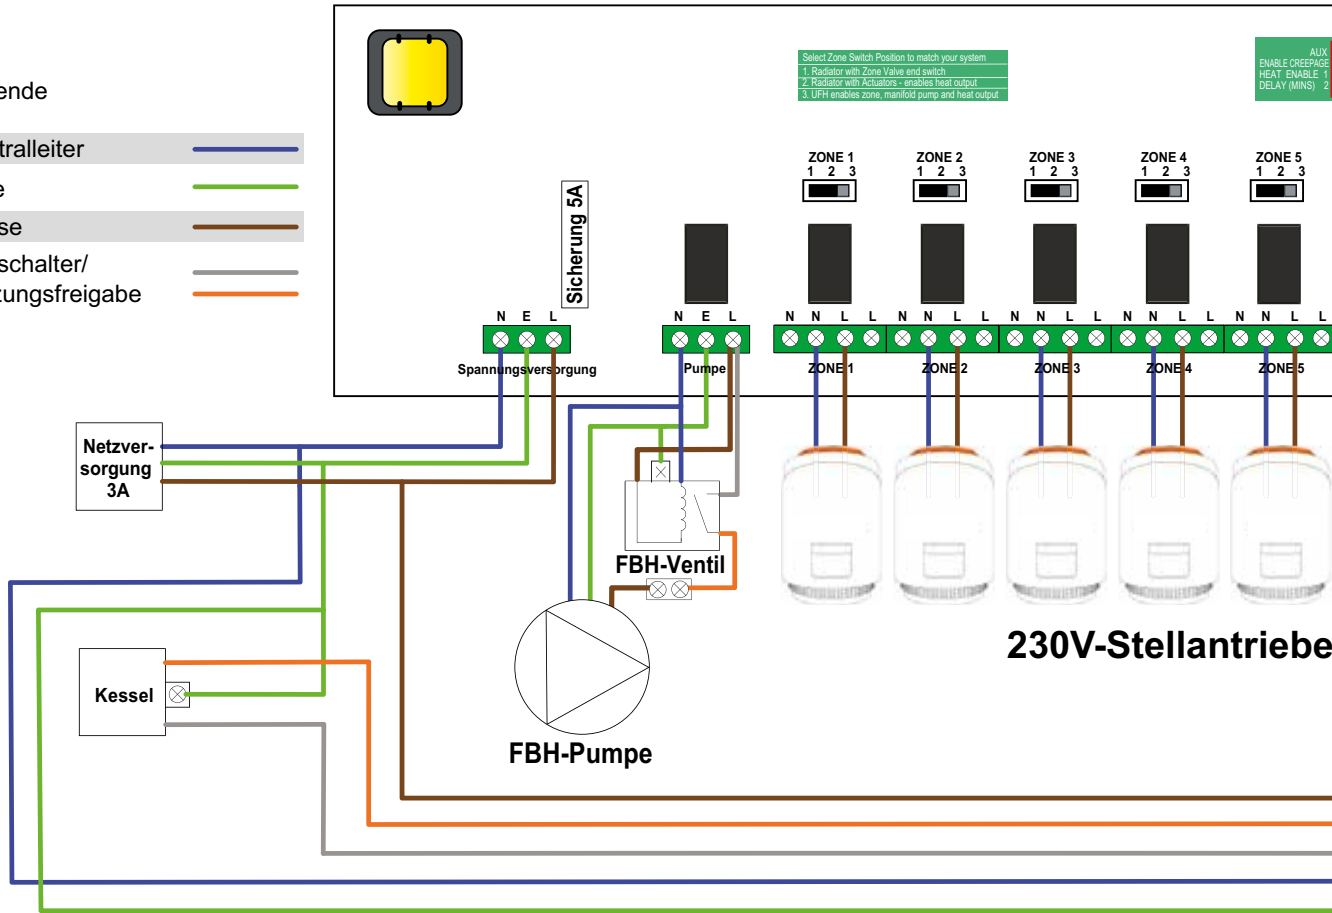 ende
tralleiter
e
se
schalter/
zungsfreigabe
Select Zone Switch Position to match your system
1. Radiator with Zone Valve end switch
2. Radiator with Actuators - enables heat output
3. UFH enables zone, manifold pump and heat output
AUX
ENABLE CREEPAGE
HEAT ENABLE 1
DELAY (MINS) 2
ZONE 1
1 2 3
ZONE 2
1 2 3
ZONE 3
1 2 3
ZONE 4
1 2 3
ZONE 5
1 2 3
Sicherung 5A
N E L
Spannungsversorgung
N E L
Pumpe
N N L L
ZONE 1
N N L L
ZONE 2
N N L L
ZONE 3
N N L L
ZONE 4
N N L L
ZONE 5
Netzver-
sorgung
3A
FBH-Ventil
230V-Stellantriebe
Kessel
FBH-Pumpe